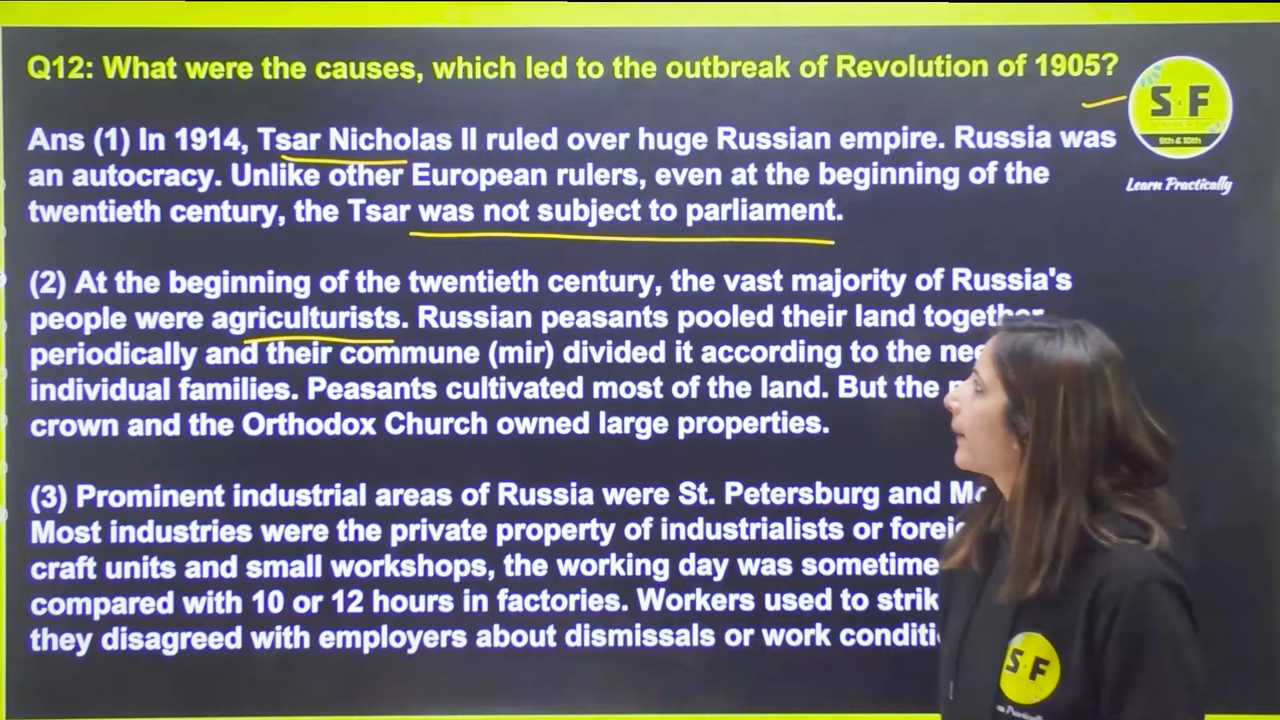 Q12: What were the causes, which led to the outbreak of Revolution of 1905?
S F
9th & 10th
Learn Practically
Ans (1) In 1914, Tsar Nicholas II ruled over huge Russian empire. Russia was
an autocracy. Unlike other European rulers, even at the beginning of the
twentieth century, the Tsar was not subject to parliament.
(2) At the beginning of the twentieth century, the vast majority of Russia's
people were agriculturists. Russian peasants pooled their land together
periodically and their commune (mir) divided it according to the
individual families. Peasants cultivated most of the land. But the
crown and the Orthodox Church owned large properties.
(3) Prominent industrial areas of Russia were St. Petersburg and
Most industries were the private property of industrialists or
craft units and small workshops, the working day was
compared with 10 or 12 hours in factories. Workers used to
they disagreed with employers about dismissals or work
S F